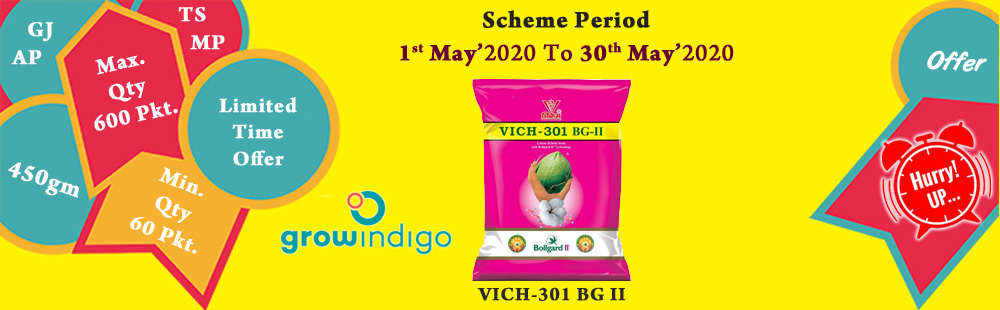 GJ
AP
TS
MP
Max.
Qty
600 Pkt.
Limited
Time
Offer
450gm
Min.
Qty
60 Pkt.
growindigo
Scheme Period
1st May'2020 To 30th May'2020
VICH-301 BG-II
Bollgard II
VICH-301 BG II
Offer
Hurry!
UP...